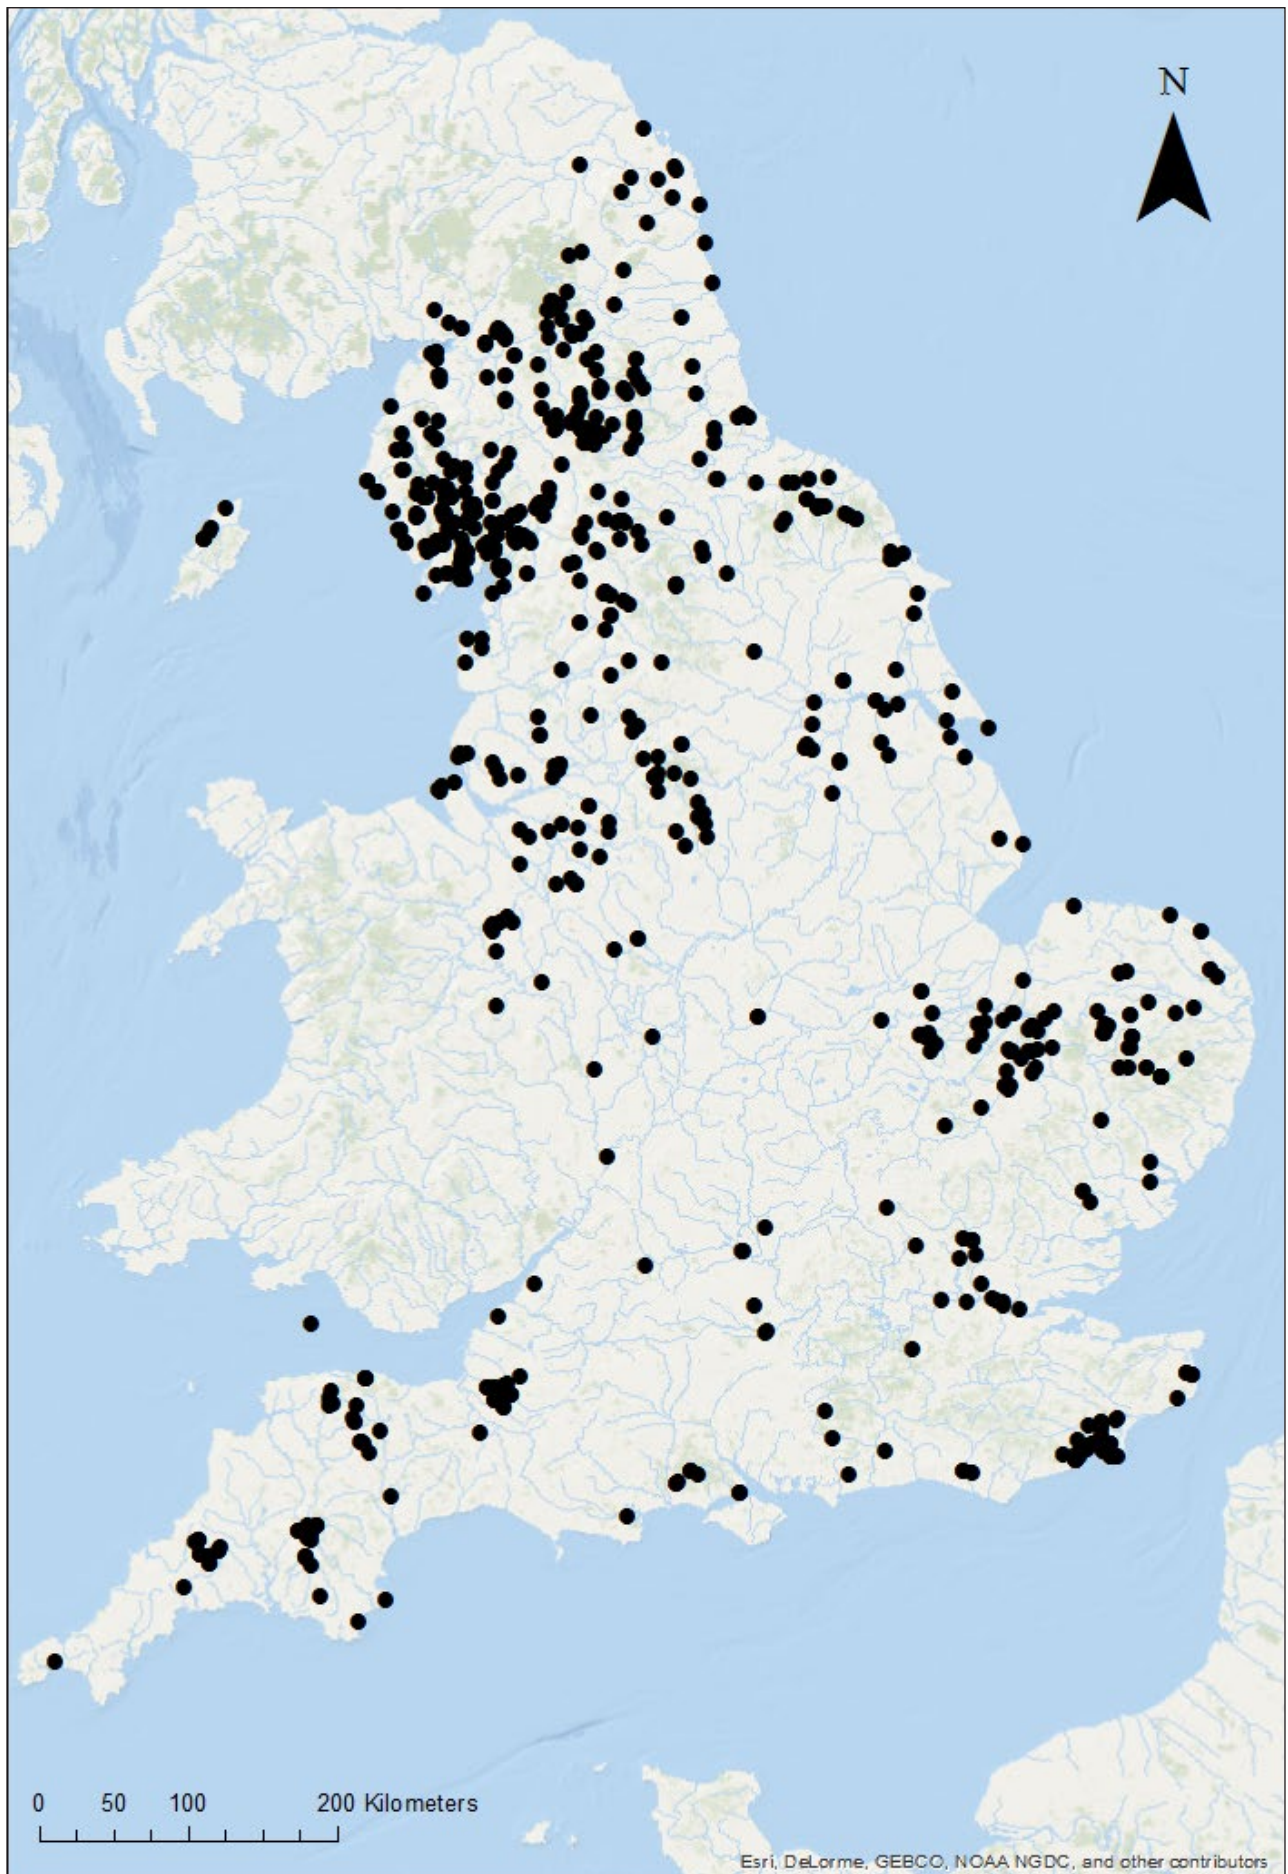 N
0 50 100 200 Kilometers
Esri, DeLorme, GEBCO, NOAA NGDC, and other contributors